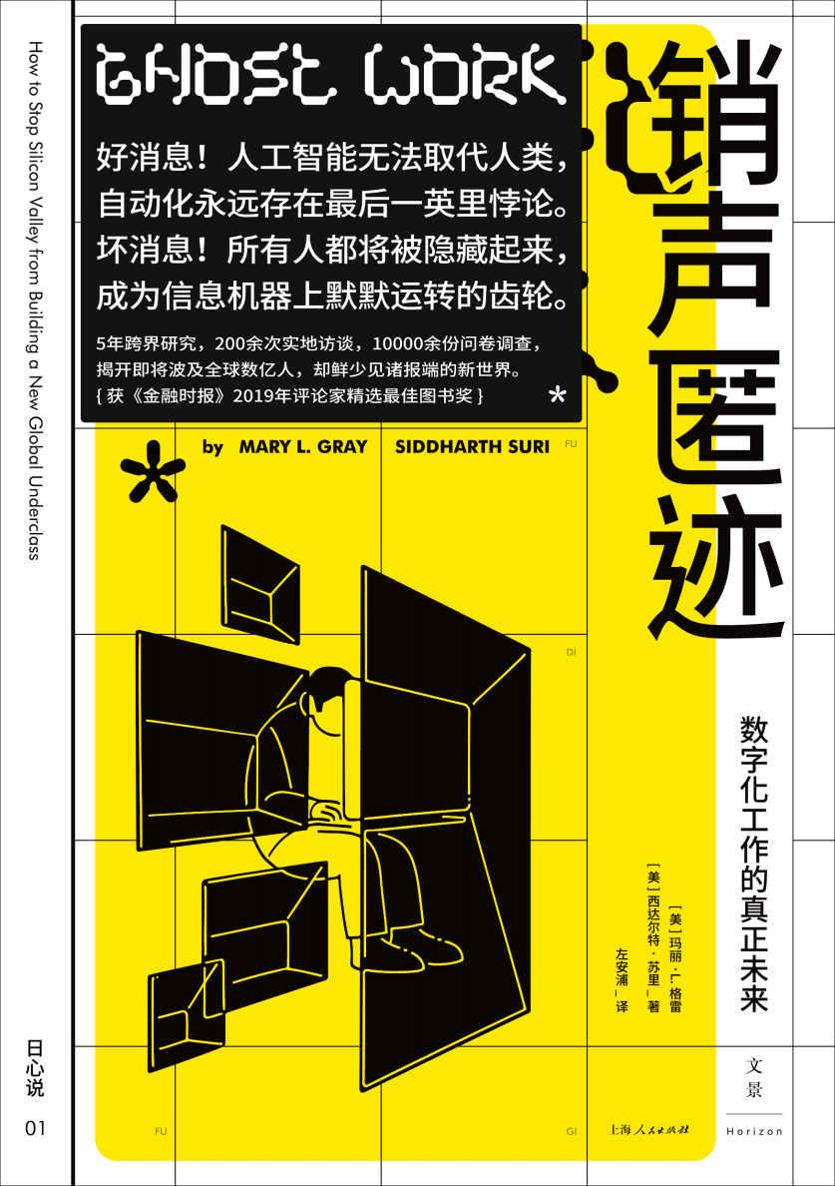 How to Stop Silicon Valley from Building a New Global Underclass
日心说
01
GHOST WORK
好消息！人工智能无法取代人类，
自动化永远存在最后一英里悖论。
坏消息！所有人都将被隐藏起来，
成为信息机器上默默运转的齿轮。
5年跨界研究，200余次实地访谈，10000余份问卷调查，
揭开即将波及全球数亿人，却鲜少见诸报端的新世界。
{ 获《金融时报》2019年评论家精选最佳图书奖 }
*
by MARY L. GRAY SIDDHARTH SURI
FU
*
DI
FU
GI
销声匿迹
数字化工作的真正未来
［美］玛丽·L. 格雷
［美］西达尔特·苏里_著
左安浦_译
上海人民出版社
文景
Horizon